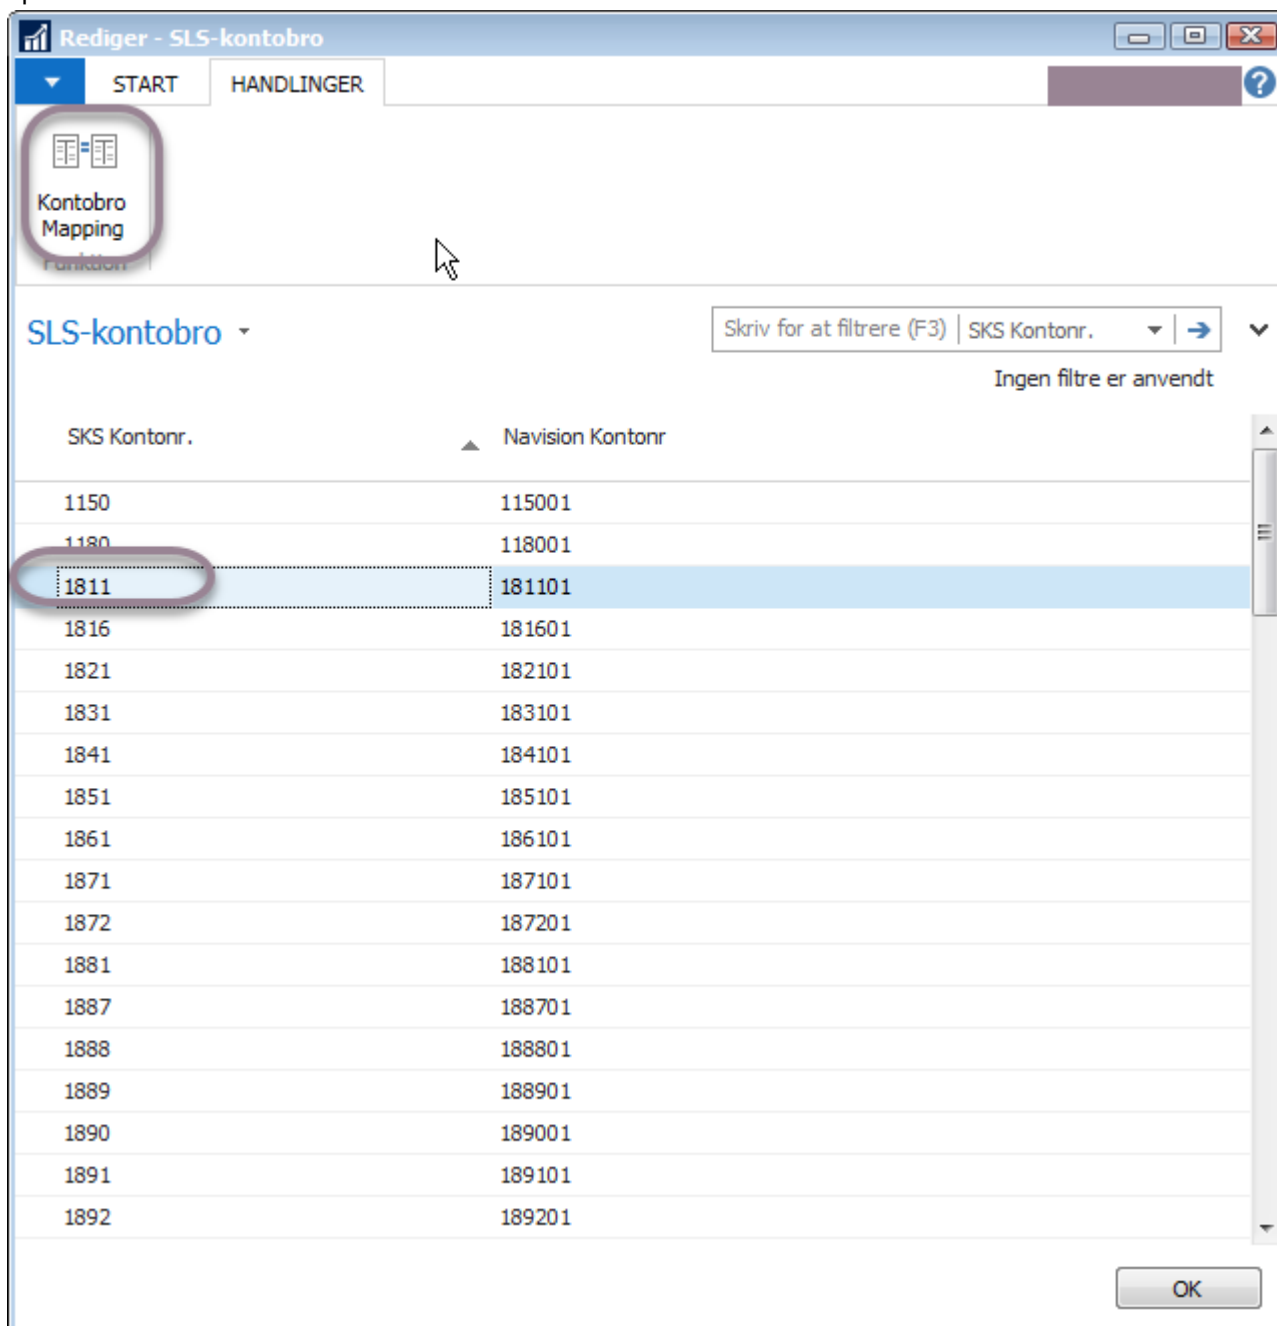 Rediger - SLS-kontobro
START HANDLINGER
?
Kontobro
Mapping
Funktion
SLS-kontobro
Skriv for at filtrere (F3) SKS Kontonr.
Ingen filtre er anvendt
SKS Kontonr. Navision Kontonr
1150 115001
1180 118001
1811 181101
1816 181601
1821 182101
1831 183101
1841 184101
1851 185101
1861 186101
1871 187101
1872 187201
1881 188101
1887 188701
1888 188801
1889 188901
1890 189001
1891 189101
1892 189201
OK